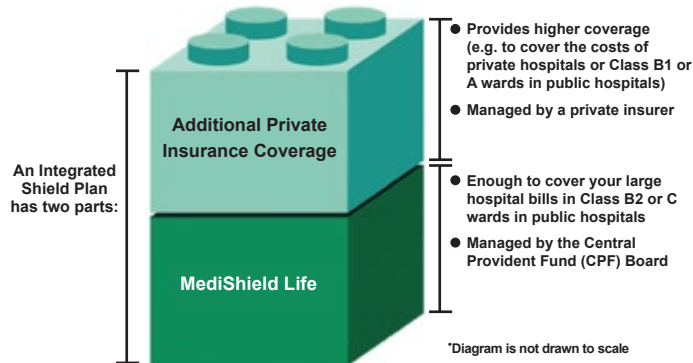 An Integrated
Shield Plan
has two parts:
Additional Private
Insurance Coverage
MediShield Life
● Provides higher coverage
(e.g. to cover the costs of
private hospitals or Class B1 or
A wards in public hospitals)
● Managed by a private insurer
● Enough to cover your large
hospital bills in Class B2 or C
wards in public hospitals
● Managed by the Central
Provident Fund (CPF) Board
*Diagram is not drawn to scale